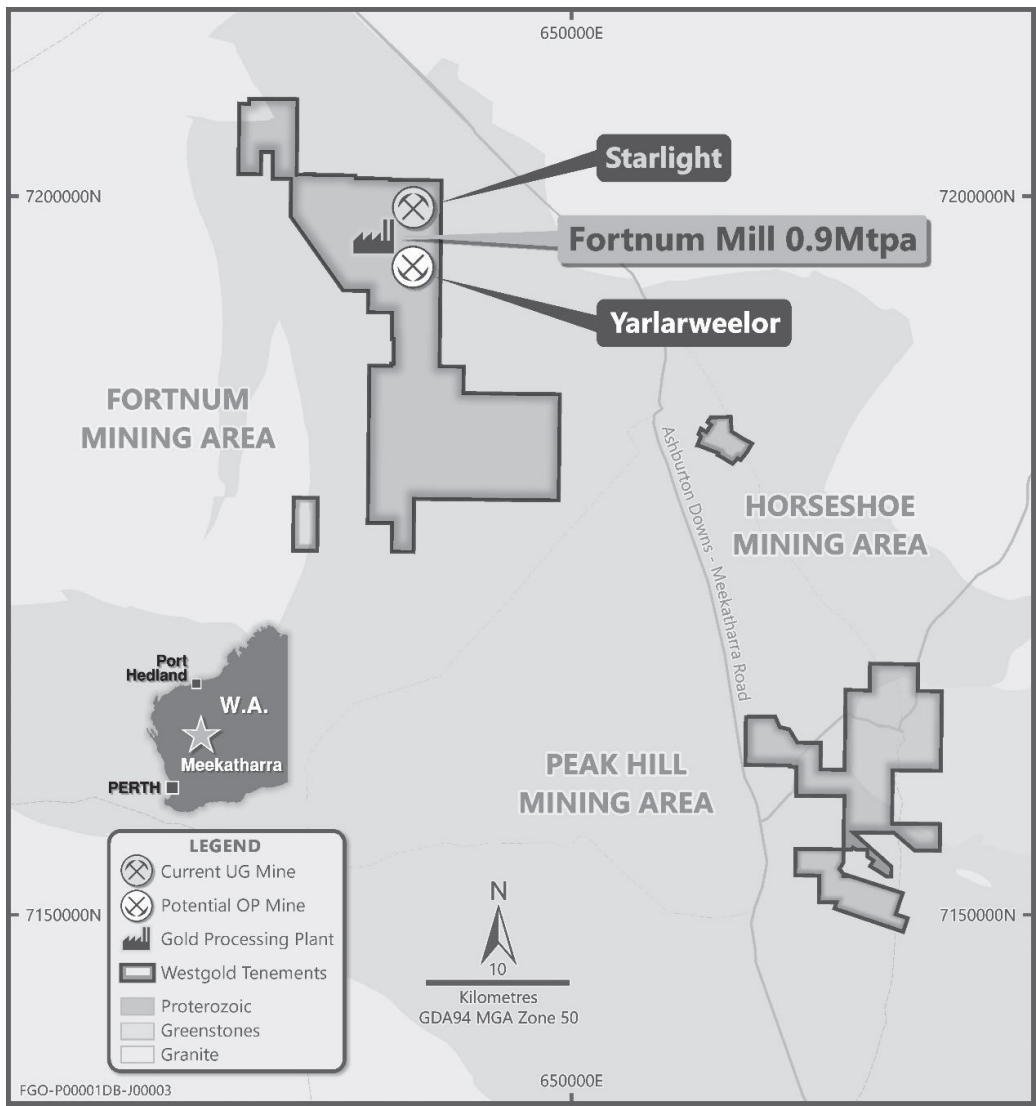 650000E
Starlight
7200000N
7200000N
Fortnum Mill 0.9Mtpa
Yarlarweelor
FORTNUM
MINING AREA
Ashburton Downs - Meekatharra Road
HORSESHOE
MINING AREA
Port
Hedland
W.A.
Meekatharra
PERTH
PEAK HILL
MINING AREA
LEGEND
Current UG Mine
Potential OP Mine
Gold Processing Plant
Westgold Tenements
Proterozoic
Greenstones
Granite
N
10
Kilometres
GDA94 MGA Zone 50
7150000N
7150000N
FGO-P00001DB-J00003
650000E